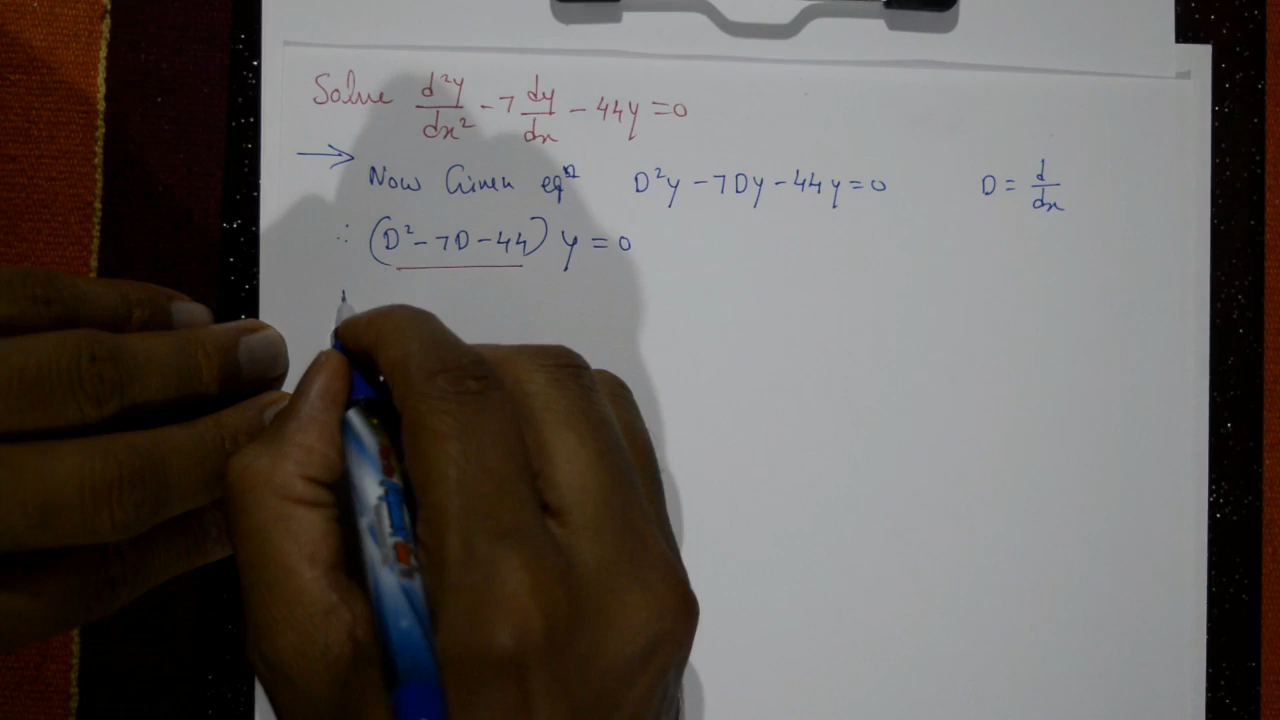 Solve d²y/dx² - 7 dy/dx - 44y = 0
→ Now Given eqⁿ D²y - 7Dy - 44y = 0 D = d/dx
∴ (D² - 7D - 44) y = 0